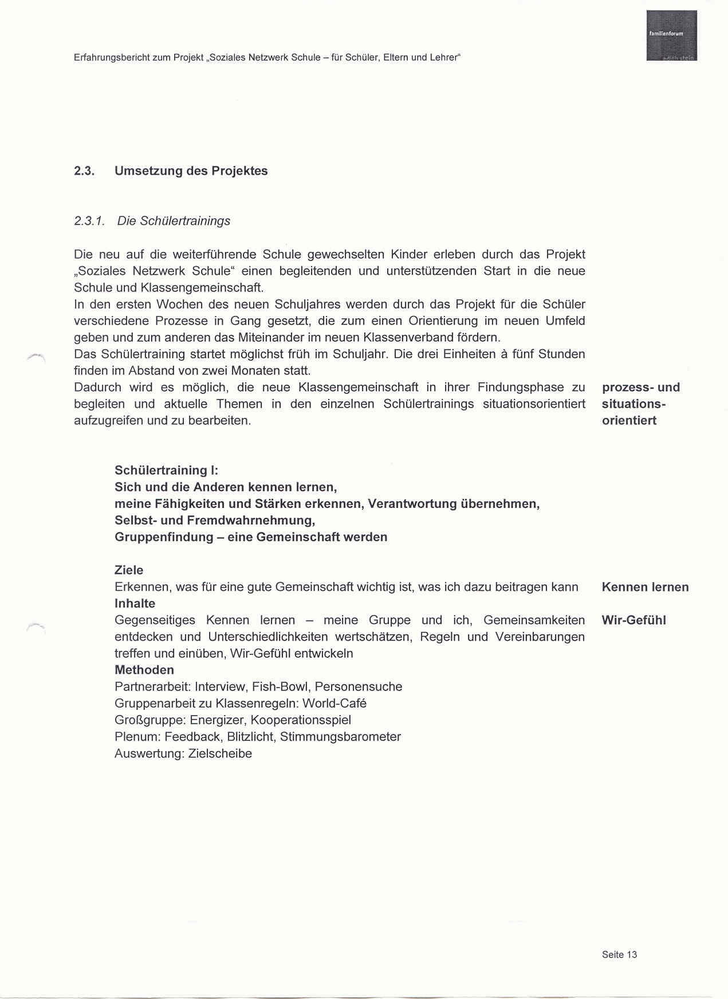 familienforum
edith stein
Erfahrungsbericht zum Projekt „Soziales Netzwerk Schule – für Schüler, Eltern und Lehrer“
2.3. Umsetzung des Projektes
2.3.1. Die Schülertrainings
Die neu auf die weiterführende Schule gewechselten Kinder erleben durch das Projekt
„Soziales Netzwerk Schule“ einen begleitenden und unterstützenden Start in die neue
Schule und Klassengemeinschaft.
In den ersten Wochen des neuen Schuljahres werden durch das Projekt für die Schüler
verschiedene Prozesse in Gang gesetzt, die zum einen Orientierung im neuen Umfeld
geben und zum anderen das Miteinander im neuen Klassenverband fördern.
Das Schülertraining startet möglichst früh im Schuljahr. Die drei Einheiten à fünf Stunden
finden im Abstand von zwei Monaten statt.
Dadurch wird es möglich, die neue Klassengemeinschaft in ihrer Findungsphase zu prozess- und
begleiten und aktuelle Themen in den einzelnen Schülertrainings situationsorientiert situations-
aufzugreifen und zu bearbeiten. orientiert
Schülertraining I:
Sich und die Anderen kennen lernen,
meine Fähigkeiten und Stärken erkennen, Verantwortung übernehmen,
Selbst- und Fremdwahrnehmung,
Gruppenfindung – eine Gemeinschaft werden
Ziele
Erkennen, was für eine gute Gemeinschaft wichtig ist, was ich dazu beitragen kann Kennen lernen
Inhalte
Gegenseitiges Kennen lernen – meine Gruppe und ich, Gemeinsamkeiten Wir-Gefühl
entdecken und Unterschiedlichkeiten wertschätzen, Regeln und Vereinbarungen
treffen und einüben, Wir-Gefühl entwickeln
Methoden
Partnerarbeit: Interview, Fish-Bowl, Personensuche
Gruppenarbeit zu Klassenregeln: World-Café
Großgruppe: Energizer, Kooperationsspiel
Plenum: Feedback, Blitzlicht, Stimmungsbarometer
Auswertung: Zielscheibe
Seite 13